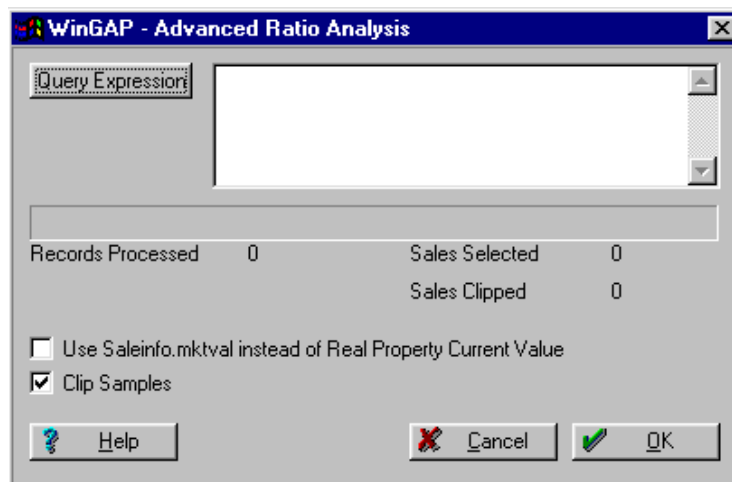 WinGAP - Advanced Ratio Analysis
Query Expression
Records Processed 0 Sales Selected 0
Sales Clipped 0
Use Saleinfo.mktval instead of Real Property Current Value
Clip Samples
Help Cancel OK